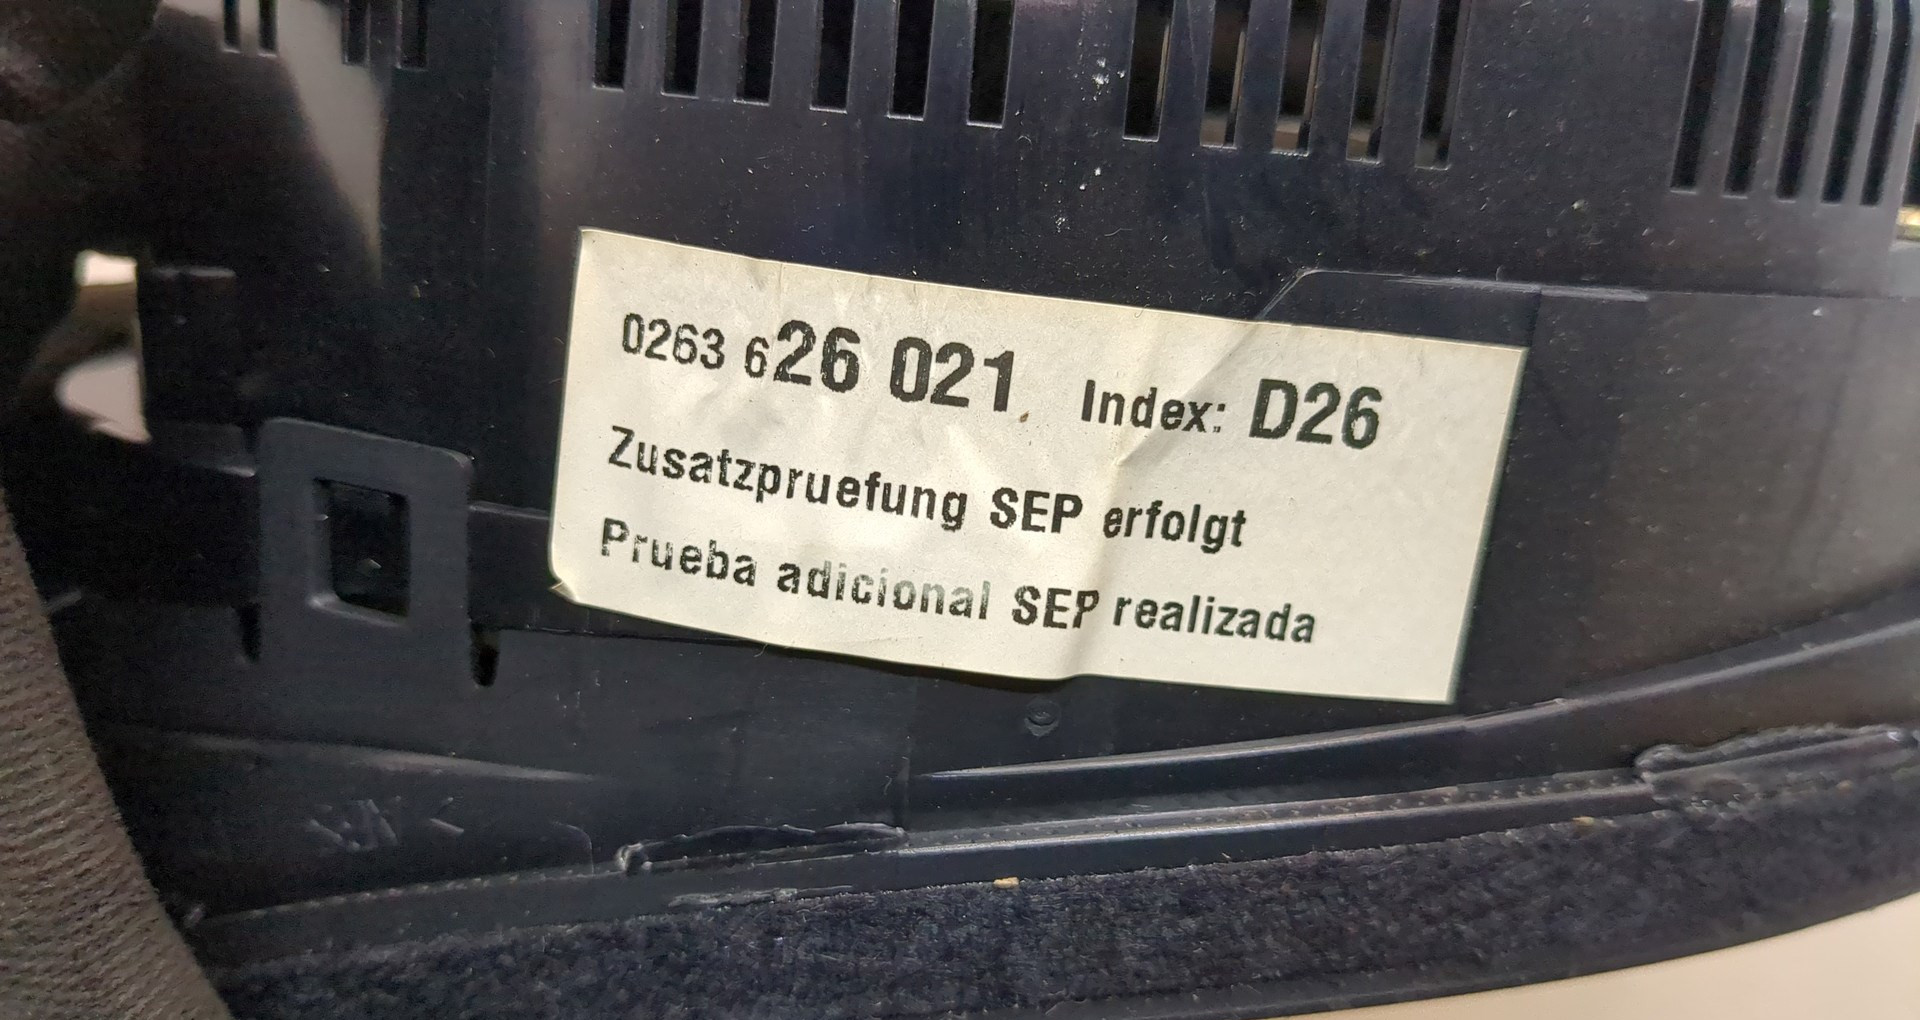 0263 626 021 Index: D26
Zusatzpruefung SEP erfolgt
Prueba adicional SEP realizada